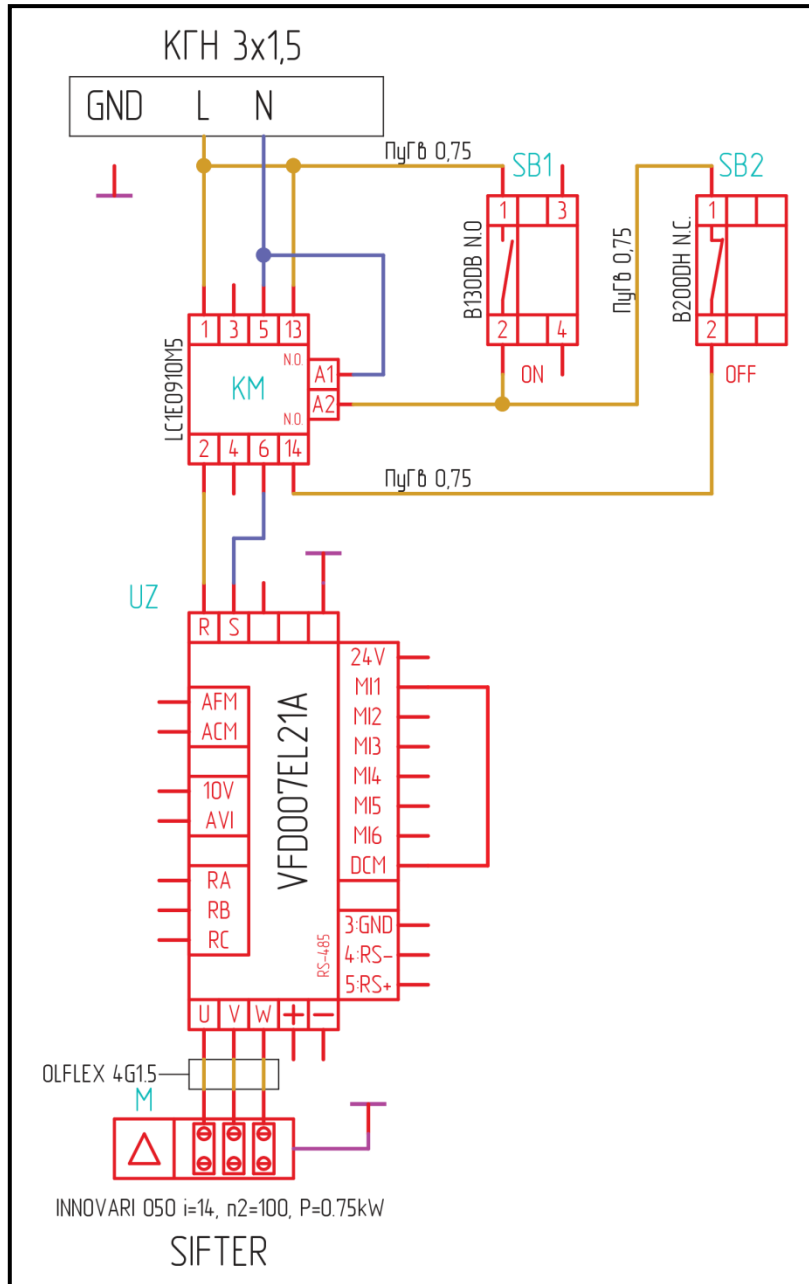 КГН 3x1,5
GND L N
ПуГв 0,75
SB1
SB2
1 3
1
B130DB N.O
ПуГв 0,75
B200DH N.C.
2 4
2
ON
OFF
1 3 5 13
N.O.
A1
LC1E0910M5
KM
A2
N.O.
2 4 6 14
ПуГв 0,75
UZ
R S
24V
MI1
AFM
MI2
ACM
MI3
MI4
10V
MI5
AVI
MI6
DCM
VFD007EL21A
RA
RB
3:GND
RC
4:RS-
RS-485
5:RS+
U V W + -
OLFLEX 4G1.5
M
INNOVARI 050 i=14, n2=100, P=0.75kW
SIFTER